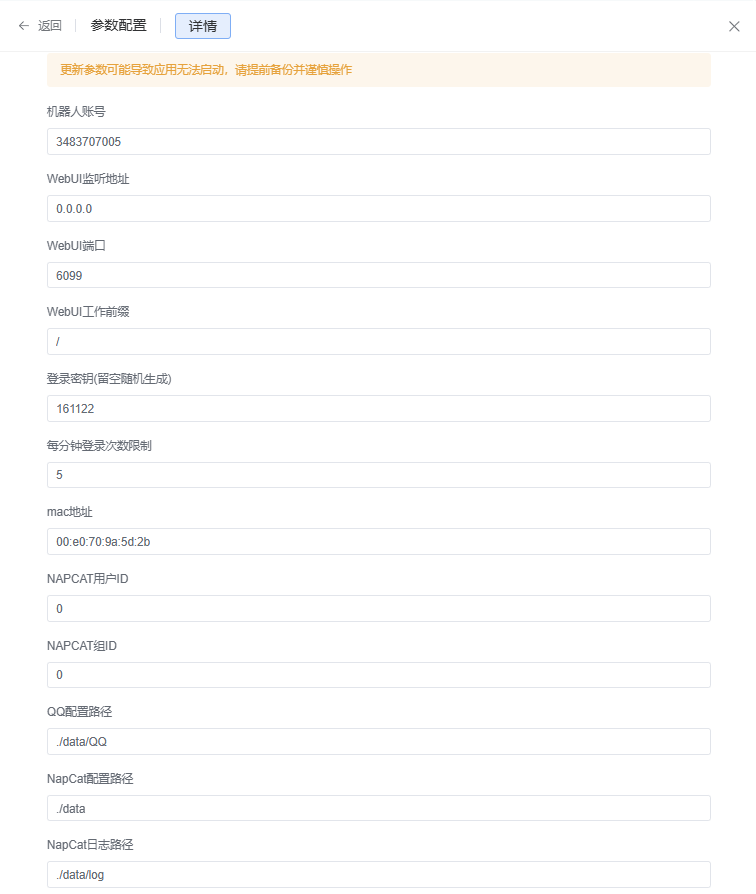 返回 参数配置 详情
更新参数可能导致应用无法启动，请提前备份并谨慎操作
机器人账号
3483707005
WebUI监听地址
0.0.0.0
WebUI端口
6099
WebUI工作前缀
/
登录密钥(留空随机生成)
161122
每分钟登录次数限制
5
mac地址
00:e0:70:9a:5d:2b
NAPCAT用户ID
0
NAPCAT组ID
0
QQ配置路径
./data/QQ
NapCat配置路径
./data
NapCat日志路径
./data/log